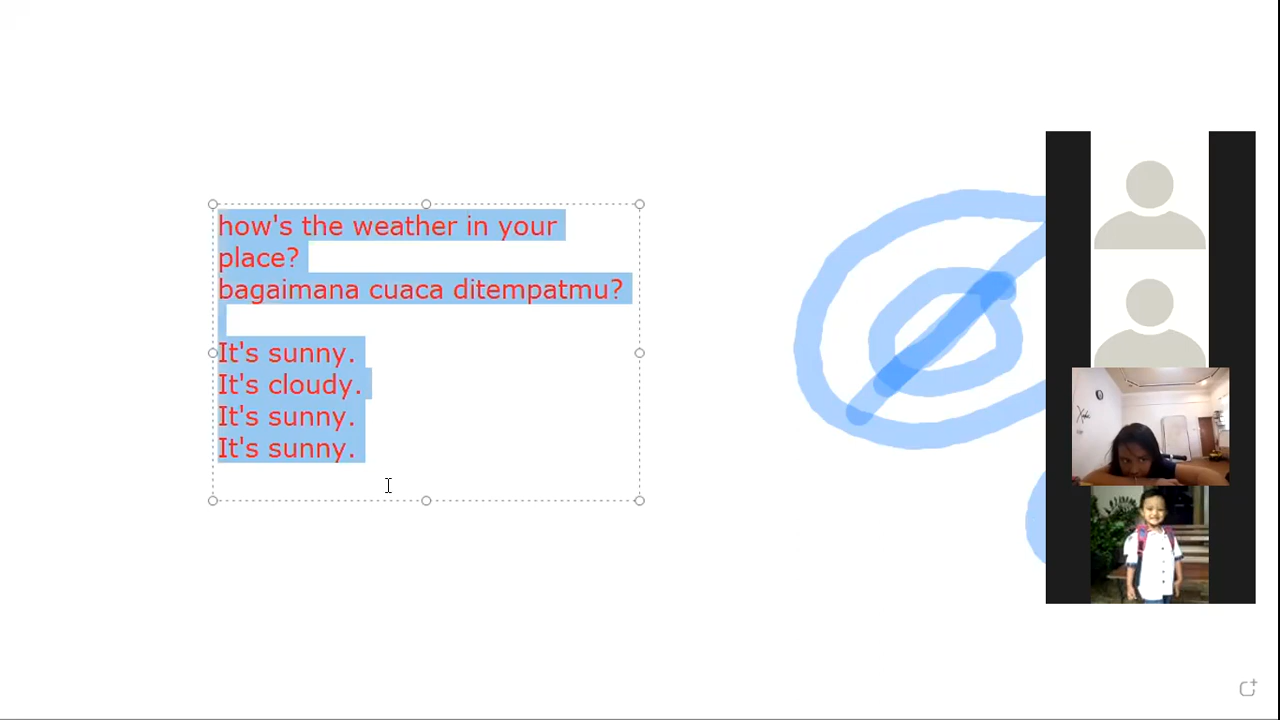 how's the weather in your
place?
bagaimana cuaca ditempatmu?
It's sunny.
It's cloudy.
It's sunny.
It's sunny.